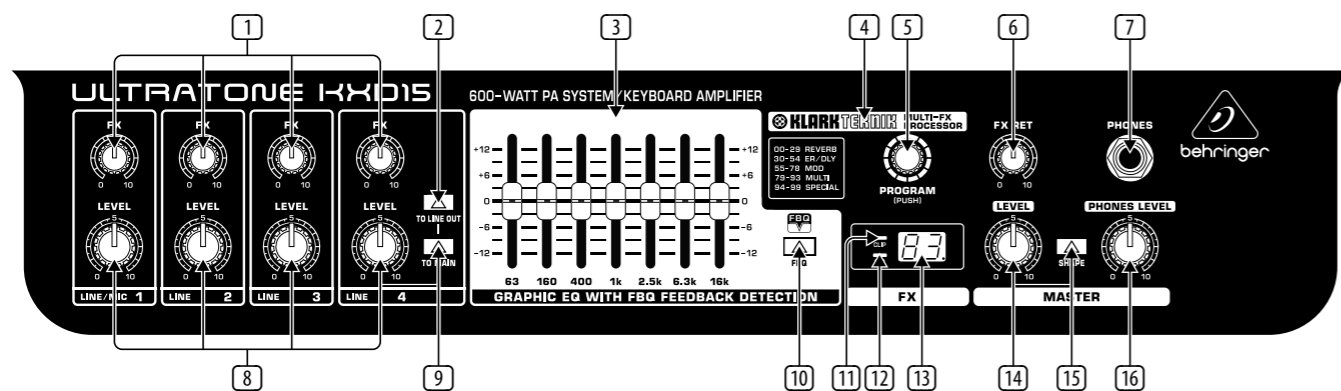 1 2 3 4 5 6 7
ULTRATONE KXD15
600-WATT PA SYSTEM/KEYBOARD AMPLIFIER
KLARK TEKNIK MULTI-FX PROCESSOR
FX FX FX FX
FX RET
PHONES
behringer
0 10 0 10 0 10 0 10
+12 +12
+6 +6
0 0
-6 -6
-12 -12
63 160 400 1k 2.5k 6.3k 16k
00-29 REVERB
30-54 ER/DLY
55-78 MOD
79-93 MULTI
94-99 SPECIAL
PROGRAM
(PUSH)
0 10
LEVEL LEVEL LEVEL LEVEL
5 5 5 5
0 10 0 10 0 10 0 10
TO LINE OUT
TO MAIN
FBQ
FBQ
CLIP
83.
LEVEL
5
0 10
SHAPE
PHONES LEVEL
5
0 10
LINE/MIC 1
LINE 2
LINE 3
LINE 4
GRAPHIC EQ WITH FBQ FEEDBACK DETECTION
FX
MASTER
8 9 10 11 12 13 14 15 16